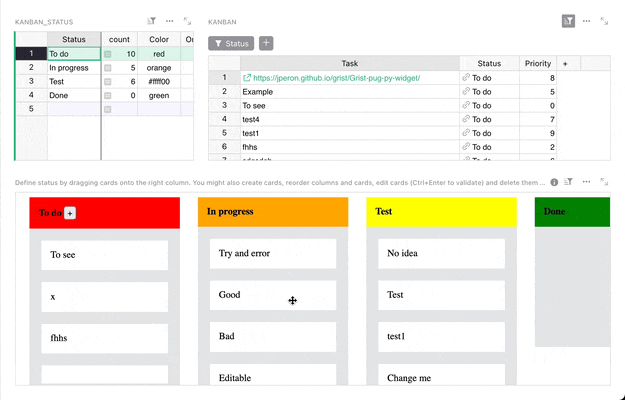 KANBAN_STATUS
Status count Color
1 To do 10 red
2 In progress 5 orange
3 Test 6 #ffff00
4 Done 0 green
5
KANBAN
Status +
Task Status Priority +
1 https://jperon.github.io/grist/Grist-pug-py-widget/ To do 8
2 Example To do 5
3 To see To do 0
4 test4 To do 7
5 test1 To do 9
6 fhhs To do 2
7 To do 6
Define status by dragging cards onto the right column. You might also create cards, reorder columns and cards, edit cards (Ctrl+Enter to validate) and delete them ...
To do + In progress Test Done
To see Try and error No idea
x Good Test
fhhs Bad test1
Editable Change me